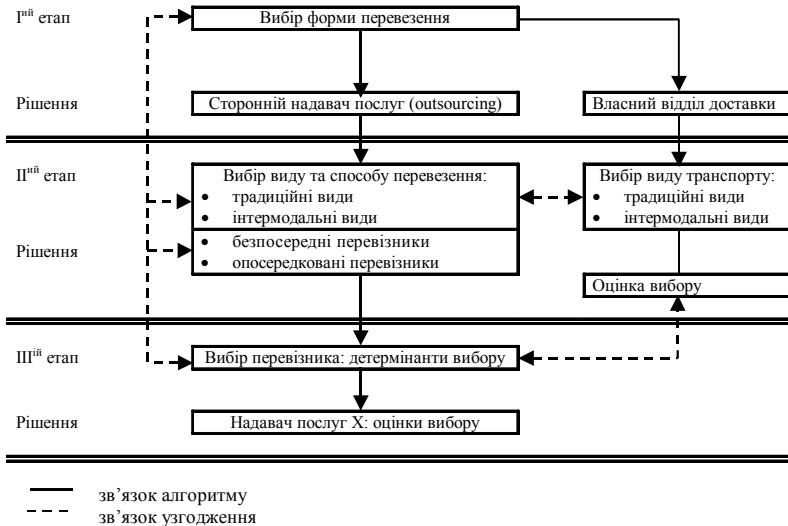 Iий етап
Вибір форми перевезення
Рішення
Сторонній надавач послуг (outsourcing)
Власний відділ доставки
IIий етап
Вибір виду та способу перевезення:
• традиційні види
• інтермодальні види
Вибір виду транспорту:
• традиційні види
• інтермодальні види
Рішення
• безпосередні перевізники
• опосередковані перевізники
Оцінка вибору
IIIій етап
Вибір перевізника: детермінанти вибору
Рішення
Надавач послуг X: оцінки вибору
зв’язок алгоритму
зв’язок узгодження